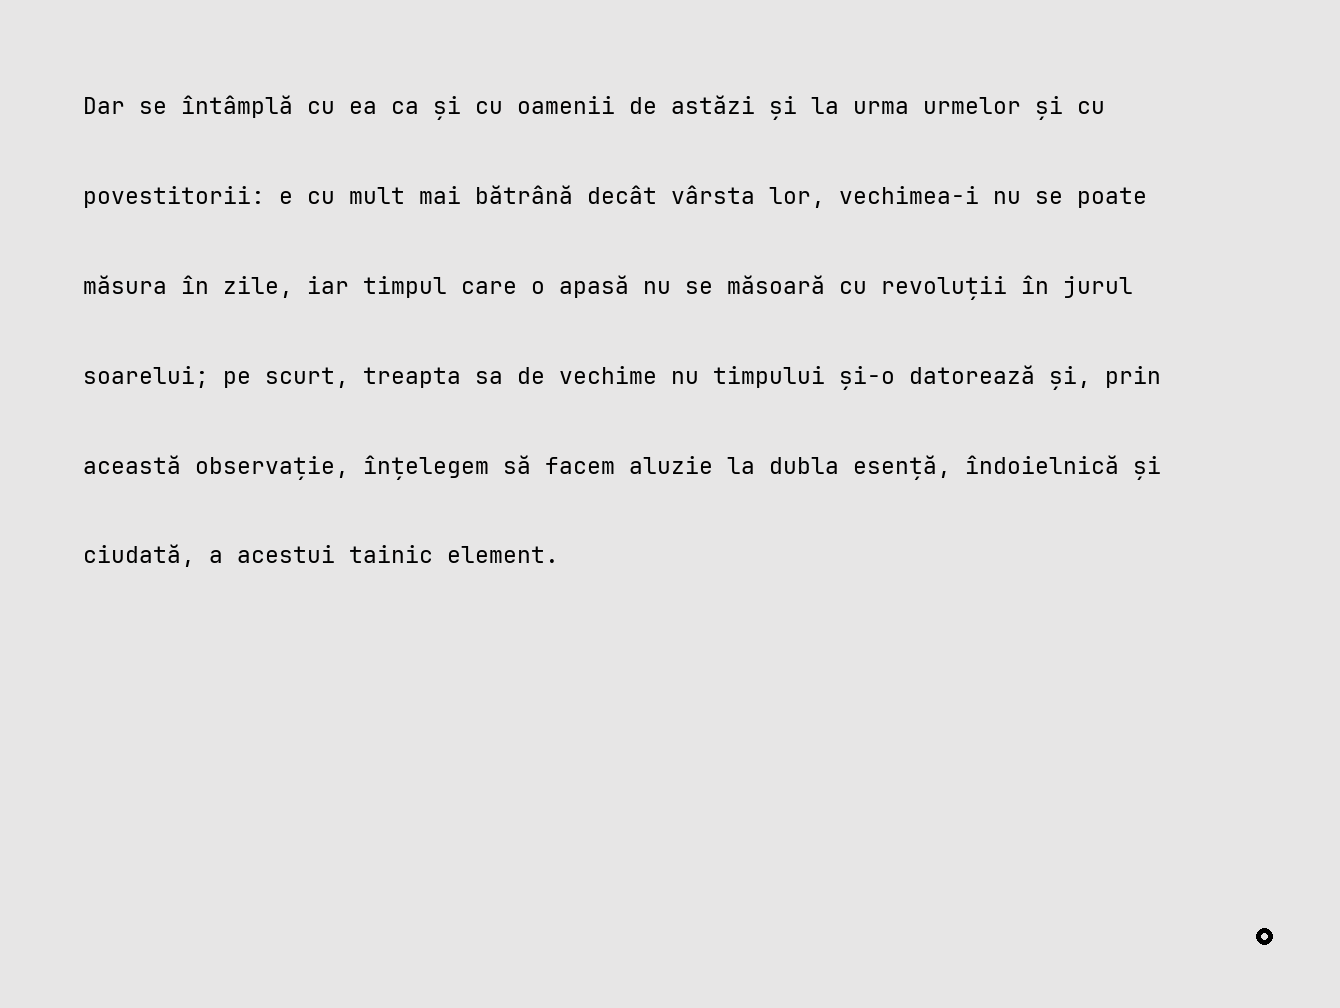 Dar se întâmplă cu ea ca și cu oamenii de astăzi și la urma urmelor și cu
povestitorii: e cu mult mai bătrână decât vârsta lor, vechimea-i nu se poate
măsura în zile, iar timpul care o apasă nu se măsoară cu revoluții în jurul
soarelui; pe scurt, treapta sa de vechime nu timpului și-o datorează și, prin
această observație, înțelegem să facem aluzie la dubla esență, îndoielnică și
ciudată, a acestui tainic element.